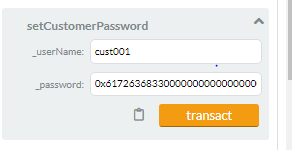 setCustomerPassword
_userName: cust001
_password: 0x617263683300000000000000
transact